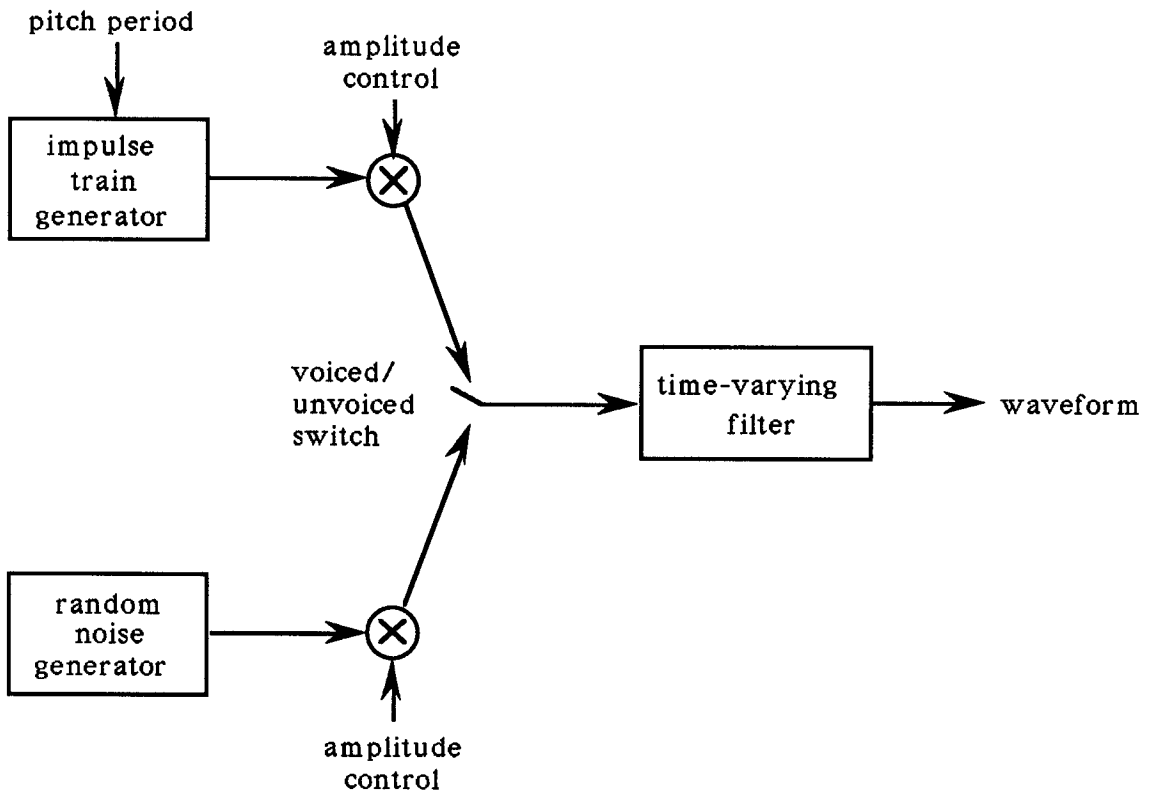 pitch period
amplitude
control
impulse
train
generator
voiced/
unvoiced
switch
time-varying
filter
waveform
random
noise
generator
amplitude
control